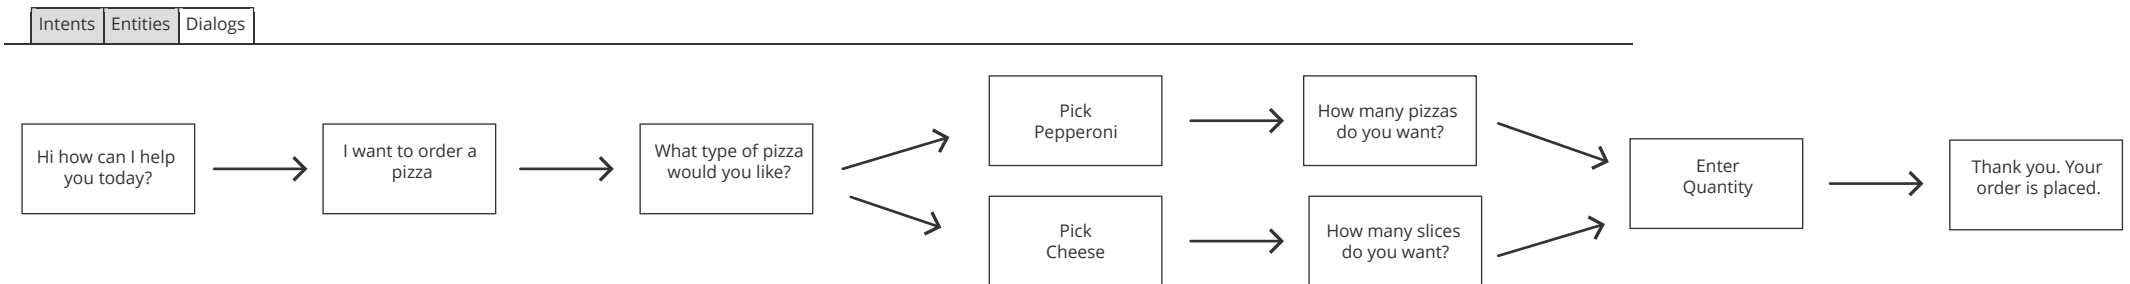 Intents
Entities
Dialogs
Hi how can I help
you today?
I want to order a
pizza
What type of pizza
would you like?
Pick
Pepperoni
How many pizzas
do you want?
Pick
Cheese
How many slices
do you want?
Enter
Quantity
Thank you. Your
order is placed.